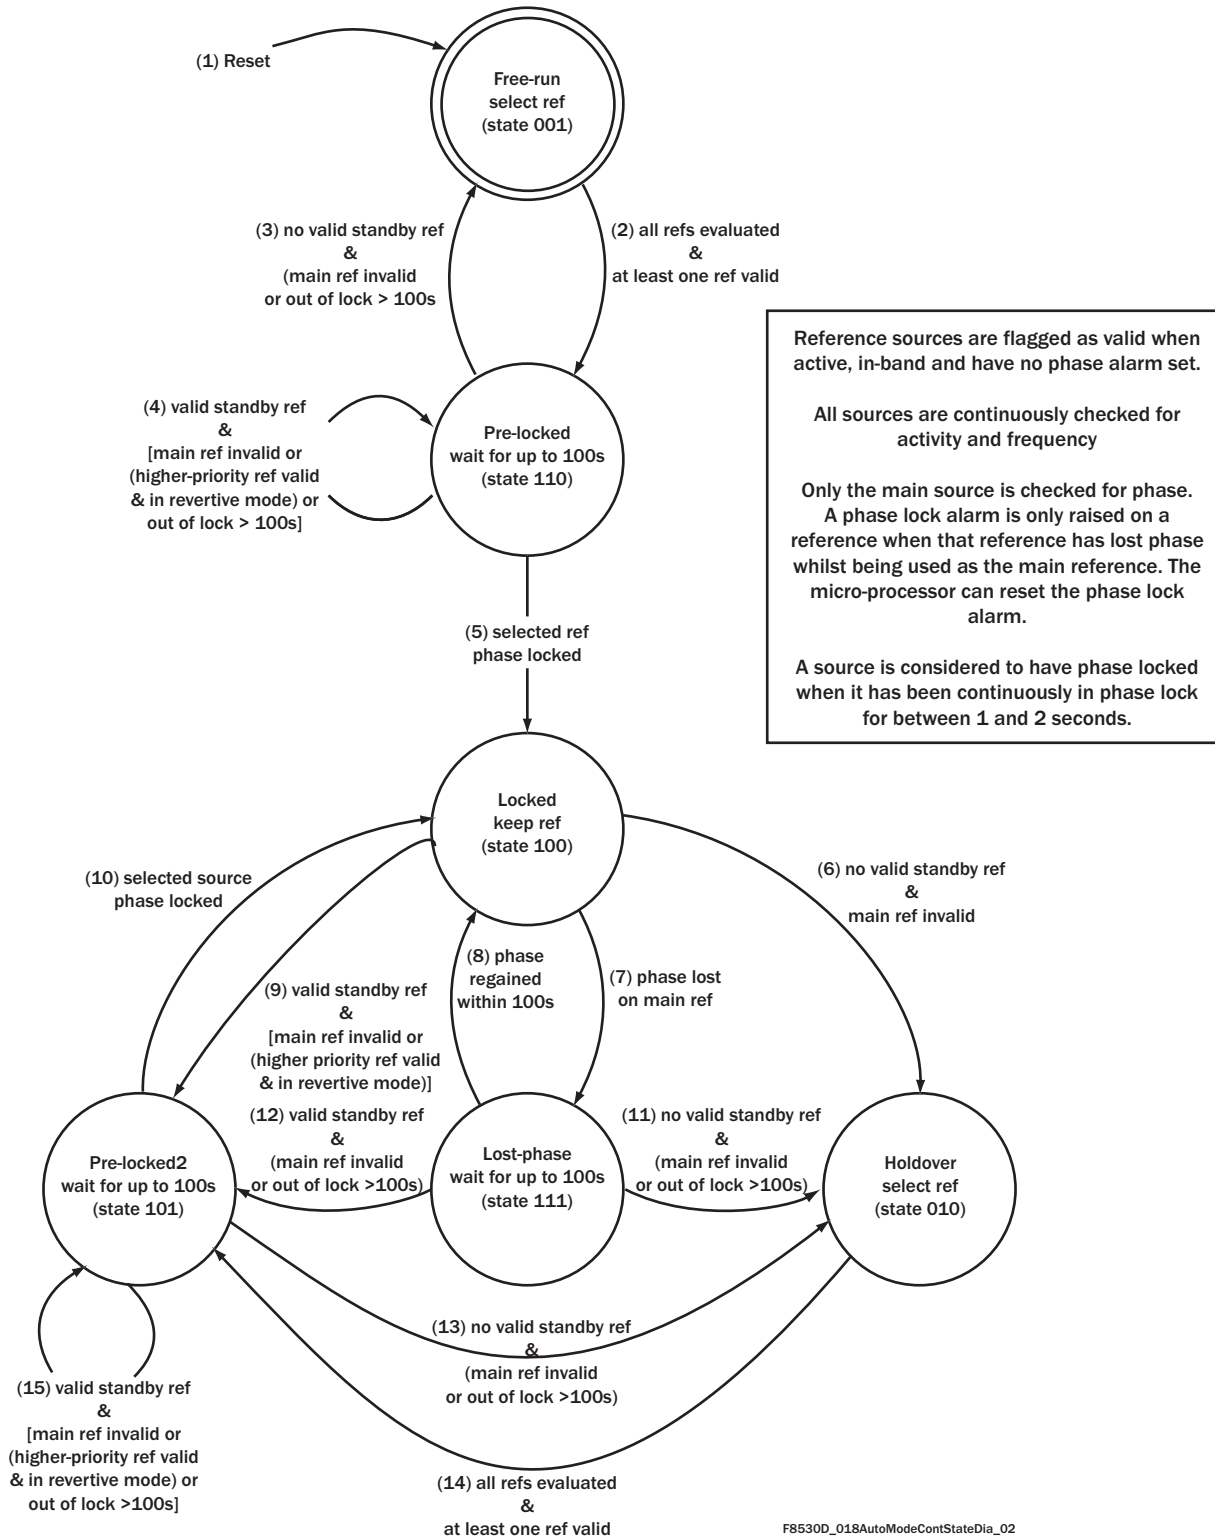 (1) Reset
Free-run
select ref
(state 001)
(3) no valid standby ref
&
(main ref invalid
or out of lock > 100s
(2) all refs evaluated
&
at least one ref valid
Reference sources are flagged as valid when
active, in-band and have no phase alarm set.
All sources are continuously checked for
activity and frequency
Only the main source is checked for phase.
A phase lock alarm is only raised on a
reference when that reference has lost phase
whilst being used as the main reference. The
micro-processor can reset the phase lock
alarm.
A source is considered to have phase locked
when it has been continuously in phase lock
for between 1 and 2 seconds.
(4) valid standby ref
&
[main ref invalid or
(higher-priority ref valid
& in revertive mode) or
out of lock > 100s]
Pre-locked
wait for up to 100s
(state 110)
(5) selected ref
phase locked
Locked
keep ref
(state 100)
(10) selected source
phase locked
(6) no valid standby ref
&
main ref invalid
(8) phase
regained
within 100s
(7) phase lost
on main ref
(9) valid standby ref
&
[main ref invalid or
(higher priority ref valid
& in revertive mode)]
(12) valid standby ref
&
(main ref invalid
or out of lock >100s)
(11) no valid standby ref
&
(main ref invalid
or out of lock >100s)
Pre-locked2
wait for up to 100s
(state 101)
Lost-phase
wait for up to 100s
(state 111)
Holdover
select ref
(state 010)
(13) no valid standby ref
&
(main ref invalid
or out of lock >100s)
(15) valid standby ref
&
[main ref invalid or
(higher-priority ref valid
& in revertive mode) or
out of lock >100s]
(14) all refs evaluated
&
at least one ref valid
F8530D_018AutoModeContStateDia_02